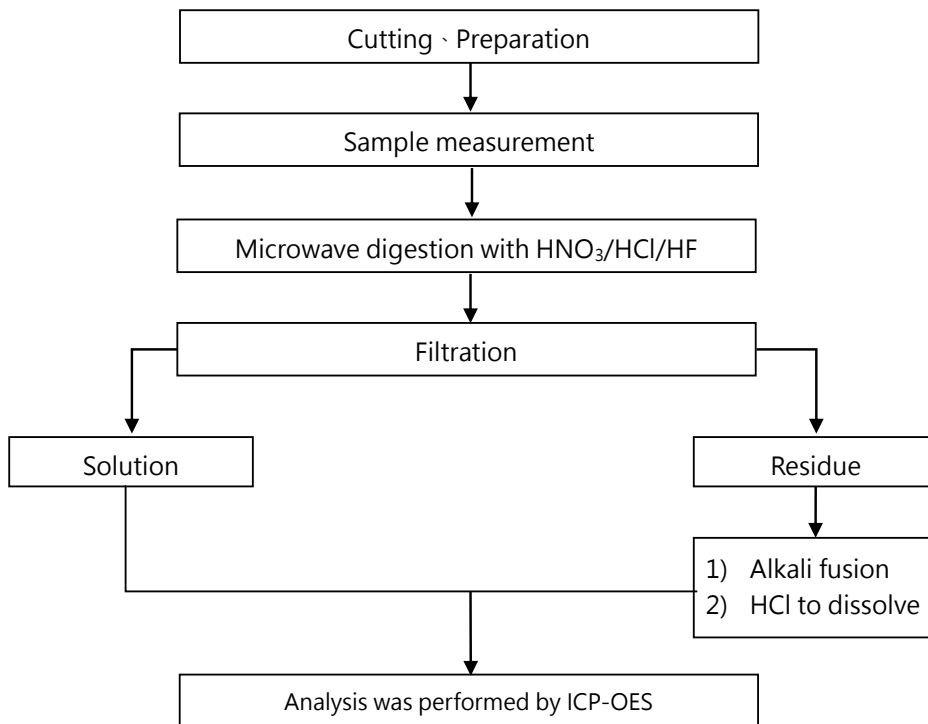 Cutting、Preparation
Sample measurement
Microwave digestion with HNO₃/HCl/HF
Filtration
Solution
Residue
1) Alkali fusion
2) HCl to dissolve
Analysis was performed by ICP-OES